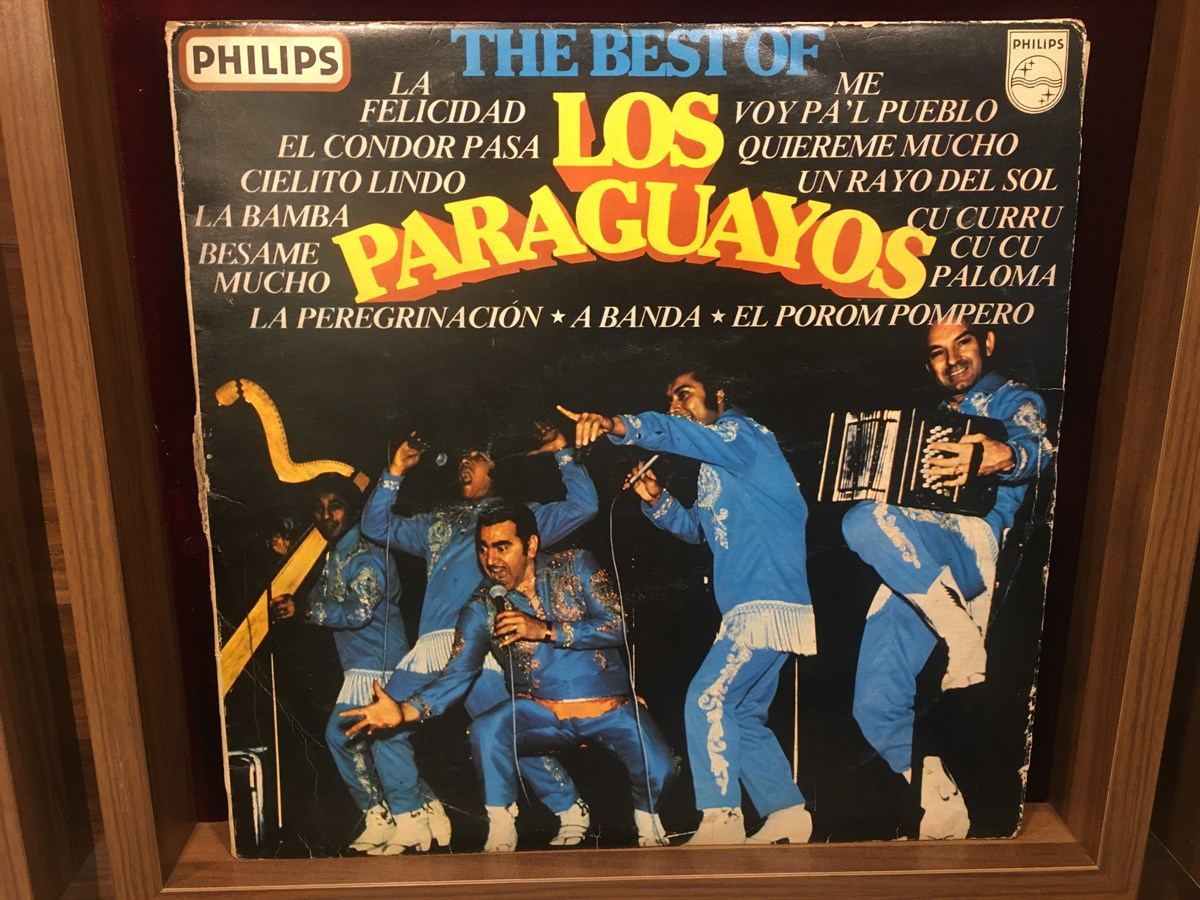 PHILIPS
PHILIPS
THE BEST OF
LOS
PARAGUAYOS
LA
FELICIDAD
EL CONDOR PASA
CIELITO LINDO
LA BAMBA
BESAME
MUCHO
ME
VOY PA'L PUEBLO
QUIEREME MUCHO
UN RAYO DEL SOL
CU CURRU
CU CU
PALOMA
LA PEREGRINACIÓN ★ A BANDA ★ EL POROM POMPERO